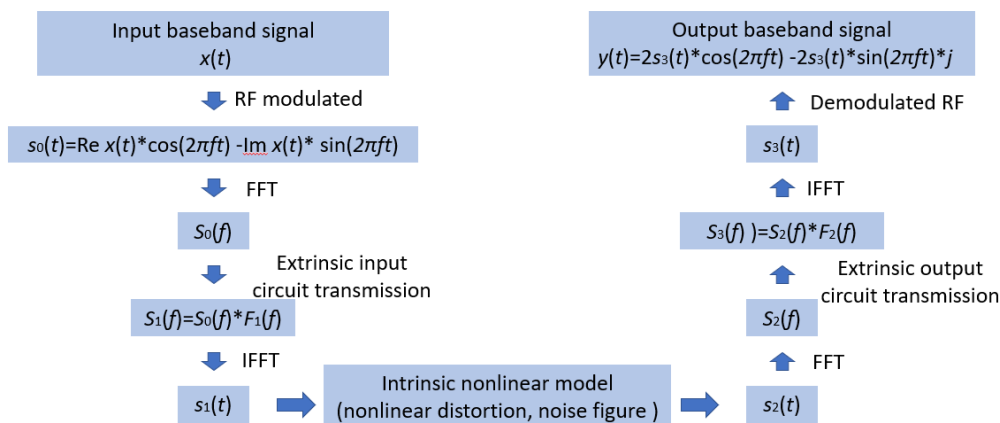 Input baseband signal
x(t)
RF modulated
s₀(t)=Re x(t)*cos(2πft) -Im x(t)* sin(2πft)
FFT
S₀(f)
Extrinsic input
circuit transmission
S₁(f)=S₀(f)*F₁(f)
IFFT
s₁(t)
Intrinsic nonlinear model
(nonlinear distortion, noise figure )
s₂(t)
FFT
S₂(f)
Extrinsic output
circuit transmission
S₃(f) )=S₂(f)*F₂(f)
IFFT
s₃(t)
Demodulated RF
Output baseband signal
y(t)=2s₃(t)*cos(2πft) -2s₃(t)*sin(2πft)*j